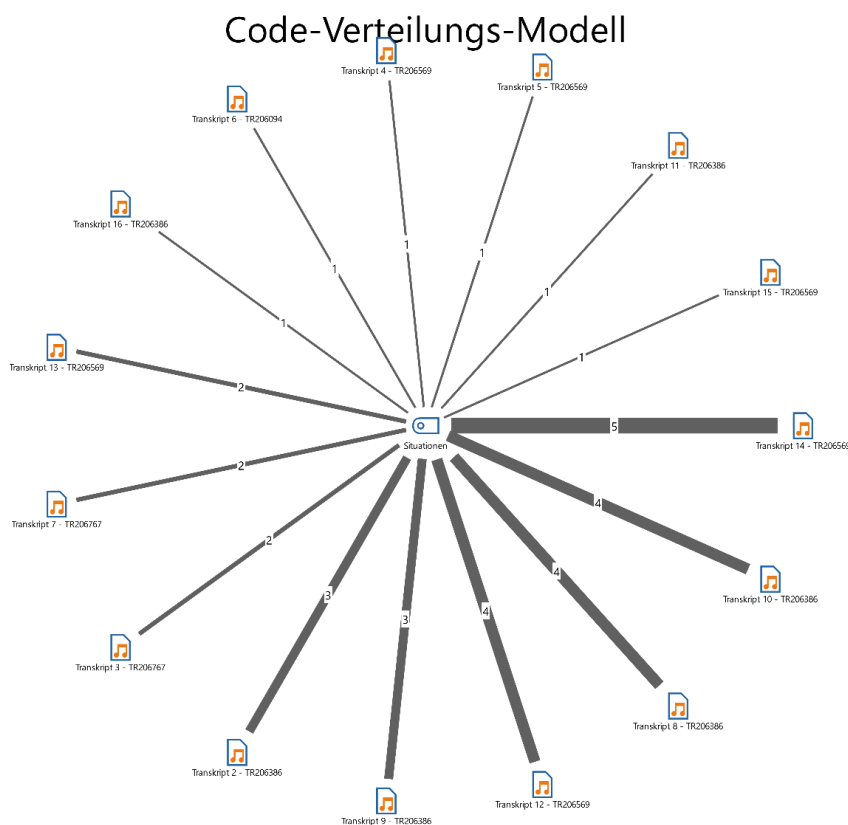 Code-Verteilungs-Modell
Transkript 4 - TR206569
Transkript 5 - TR206569
Transkript 6 - TR206094
Transkript 11 - TR206386
Transkript 16 - TR206386
1
1
1
1
Transkript 15 - TR206569
1
1
Transkript 13 - TR206569
2
5
Situationen
Transkript 14 - TR206569
2
4
Transkript 7 - TR206767
2
4
Transkript 10 - TR206386
3
4
3
Transkript 3 - TR206767
Transkript 8 - TR206386
Transkript 2 - TR206386
Transkript 12 - TR206569
Transkript 9 - TR206386